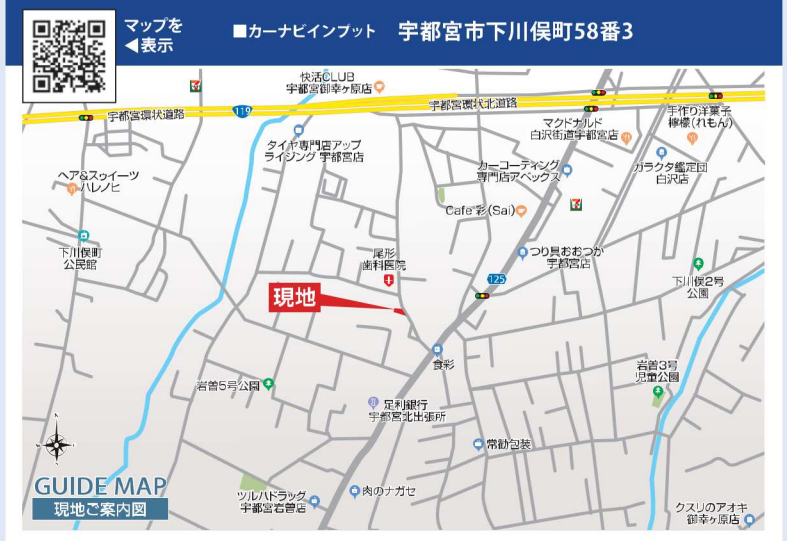 マップを
◀表示
■カーナビインプット 宇都宮市下川俣町58番3
快活CLUB
宇都宮御幸ヶ原店
7
宇都宮環状道路
119
宇都宮環状北道路
マクドナルド
白沢街道宇都宮店
手作り洋菓子
檸檬(れもん)
タイヤ専門店アップ
ライジング 宇都宮店
カーコーティング
専門店アベックス
ガラクタ鑑定団
白沢店
ヘア&スゥイーツ
ハレノヒ
Cafe 彩(Sai)
7
下川俣町
公民館
尾形
歯科医院
つり具おおつか
宇都宮店
125
下川俣2号
公園
現地
食彩
岩曽3号
児童公園
岩曽5号公園
足利銀行
宇都宮北出張所
常勧包装
N
W
E
S
GUIDE MAP
現地ご案内図
ツルハドラッグ
宇都宮岩曽店
肉のナガセ
クスリのアオキ
御幸ヶ原店